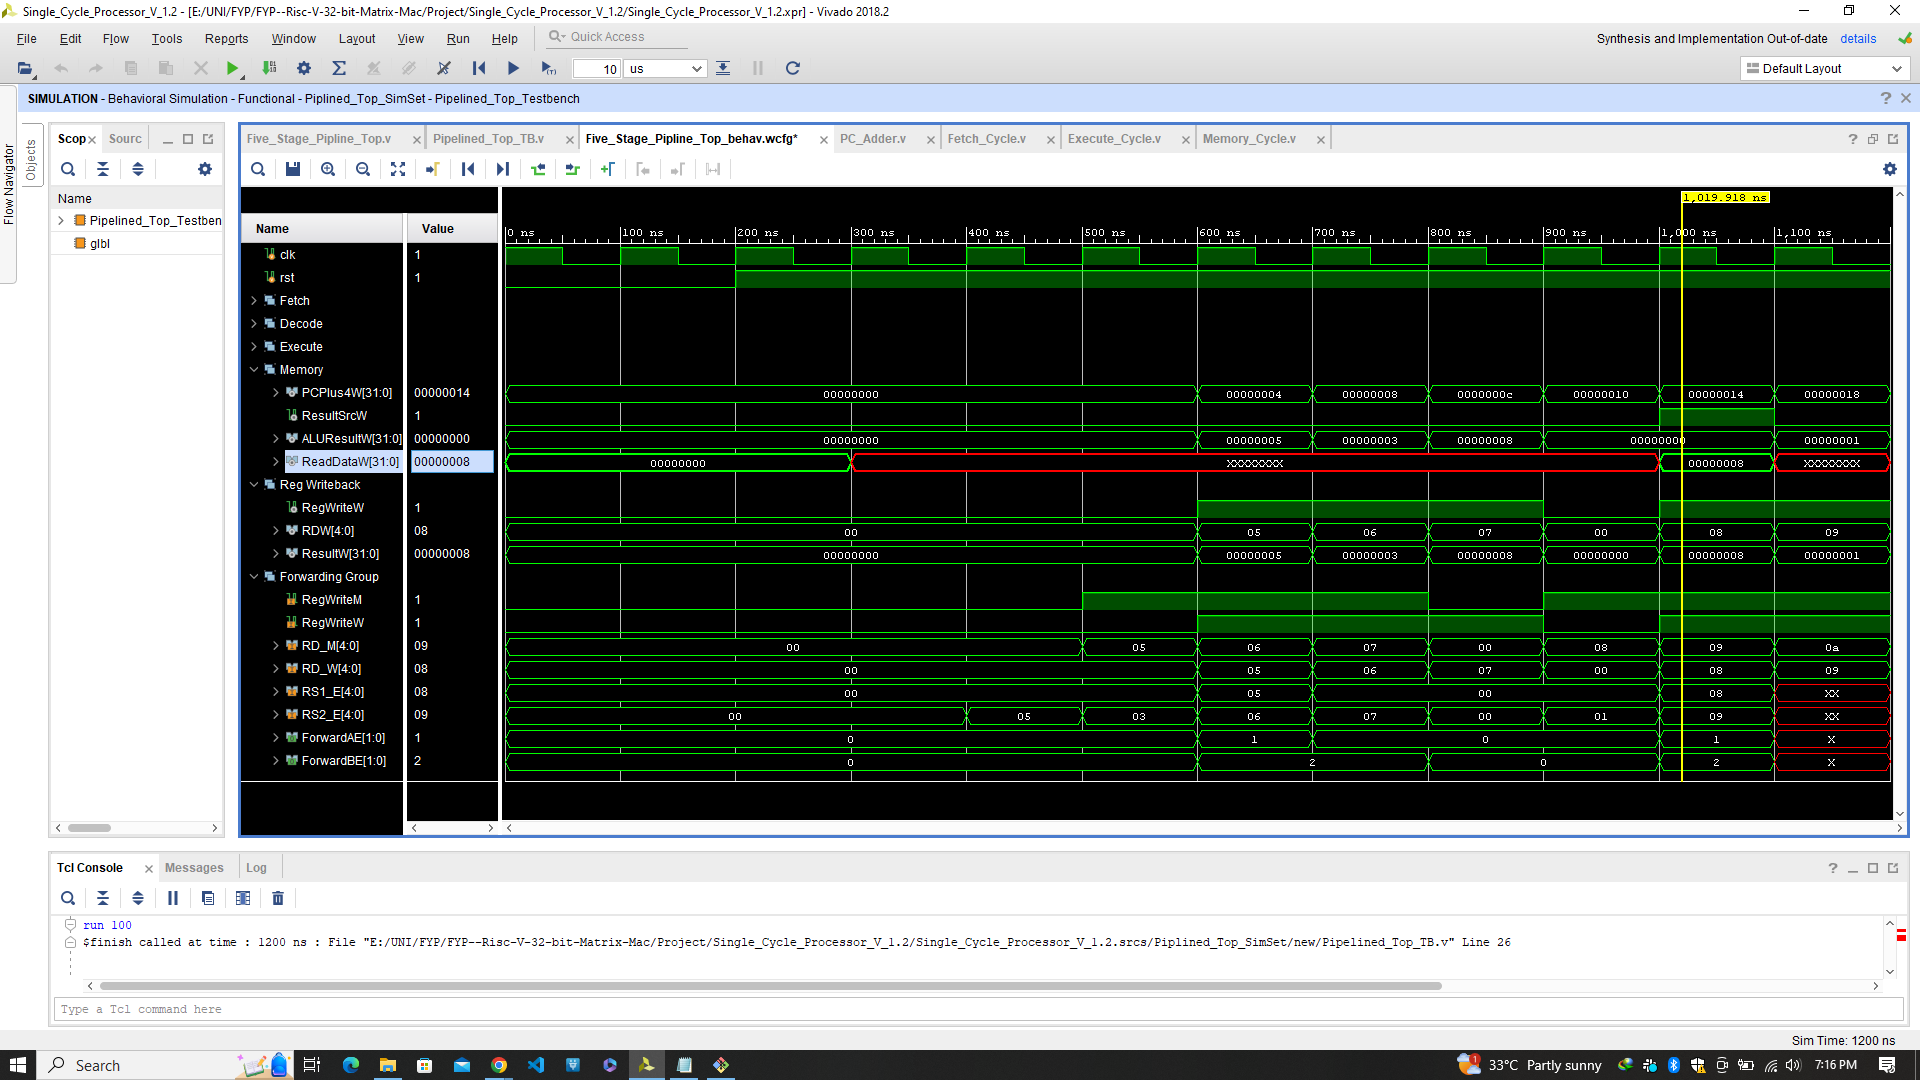 Single_Cycle_Processor_V_1.2 - [E:/UNI/FYP/FYP--Risc-V-32-bit-Matrix-Mac/Project/Single_Cycle_Processor_V_1.2/Single_Cycle_Processor_V_1.2.xpr] - Vivado 2018.2
File Edit Flow Tools Reports Window Layout View Run Help Quick Access
Synthesis and Implementation Out-of-date details
10 us Default Layout
SIMULATION - Behavioral Simulation - Functional - Piplined_Top_SimSet - Pipelined_Top_Testbench
Flow Navigator
Objects
Scop Sourc
Name
Pipelined_Top_Testben
glbl
Five_Stage_Pipline_Top.v Pipelined_Top_TB.v Five_Stage_Pipline_Top_behav.wcfg* PC_Adder.v Fetch_Cycle.v Execute_Cycle.v Memory_Cycle.v
1,019.918 ns
Name Value 0 ns 100 ns 200 ns 300 ns 400 ns 500 ns 600 ns 700 ns 800 ns 900 ns 1,000 ns 1,100 ns
clk 1
rst 1
Fetch
Decode
Execute
Memory
PCPlus4W[31:0] 00000014 00000000 00000004 00000008 0000000c 00000010 00000014 00000018
ResultSrcW 1
ALUResultW[31:0] 00000000 00000000 00000005 00000003 00000008 00000000 00000001
ReadDataW[31:0] 00000008 00000000 XXXXXXXX 00000008 XXXXXXXX
Reg Writeback
RegWriteW 1
RDW[4:0] 08 00 05 06 07 00 08 09
ResultW[31:0] 00000008 00000000 00000005 00000003 00000008 00000000 00000008 00000001
Forwarding Group
RegWriteM 1
RegWriteW 1
RD_M[4:0] 09 00 05 06 07 00 08 09 0a
RD_W[4:0] 08 00 05 06 07 00 08 09
RS1_E[4:0] 08 00 05 00 08 XX
RS2_E[4:0] 09 00 05 03 06 07 00 01 09 XX
ForwardAE[1:0] 1 0 1 0 1 X
ForwardBE[1:0] 2 0 2 0 2 X
Tcl Console Messages Log
run 100
$finish called at time : 1200 ns : File "E:/UNI/FYP/FYP--Risc-V-32-bit-Matrix-Mac/Project/Single_Cycle_Processor_V_1.2/Single_Cycle_Processor_V_1.2.srcs/Piplined_Top_SimSet/new/Pipelined_Top_TB.v" Line 26
Type a Tcl command here
Sim Time: 1200 ns
Search 1 33°C Partly sunny 7:16 PM